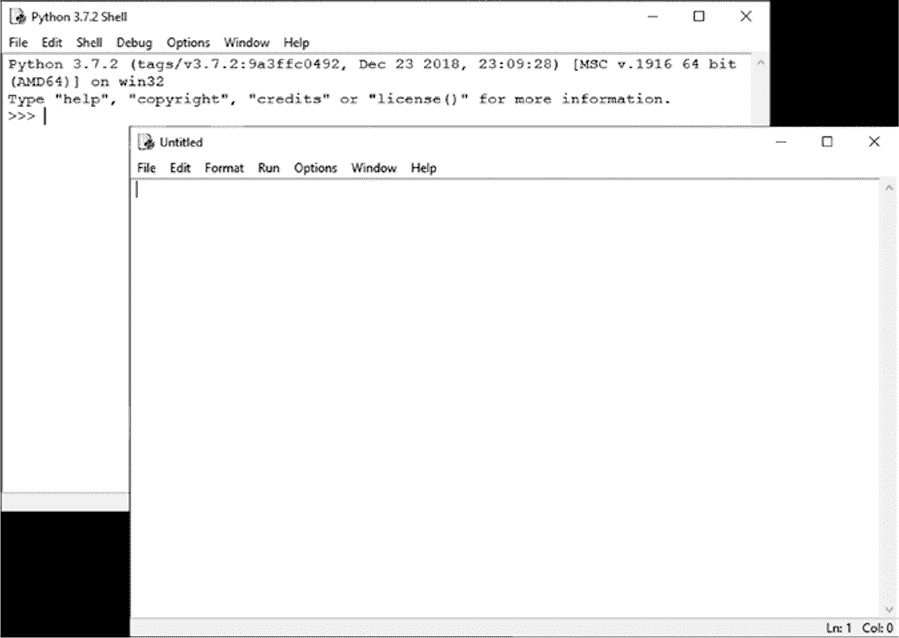 Python 3.7.2 Shell
File Edit Shell Debug Options Window Help
Python 3.7.2 (tags/v3.7.2:9a3ffc0492, Dec 23 2018, 23:09:28) [MSC v.1916 64 bit
(AMD64)] on win32
Type "help", "copyright", "credits" or "license()" for more information.
>>>
Untitled
File Edit Format Run Options Window Help
Ln: 1 Col: 0